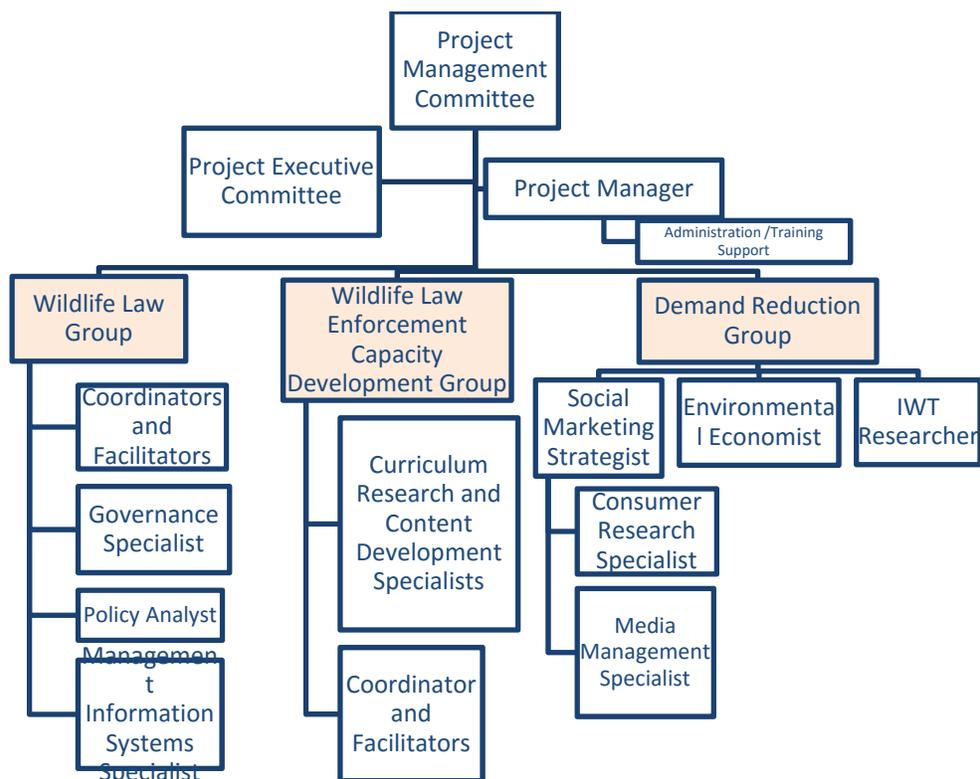 Project
Management
Committee
Project Executive
Committee
Project Manager
Administration /Training
Support
Wildlife Law
Group
Wildlife Law
Enforcement
Capacity
Development Group
Demand Reduction
Group
Coordinators
and
Facilitators
Governance
Specialist
Policy Analyst
Managemen
t
Information
Systems
Specialist
Curriculum
Research and
Content
Development
Specialists
Coordinator
and
Facilitators
Social
Marketing
Strategist
Environmenta
l Economist
IWT
Researcher
Consumer
Research
Specialist
Media
Management
Specialist